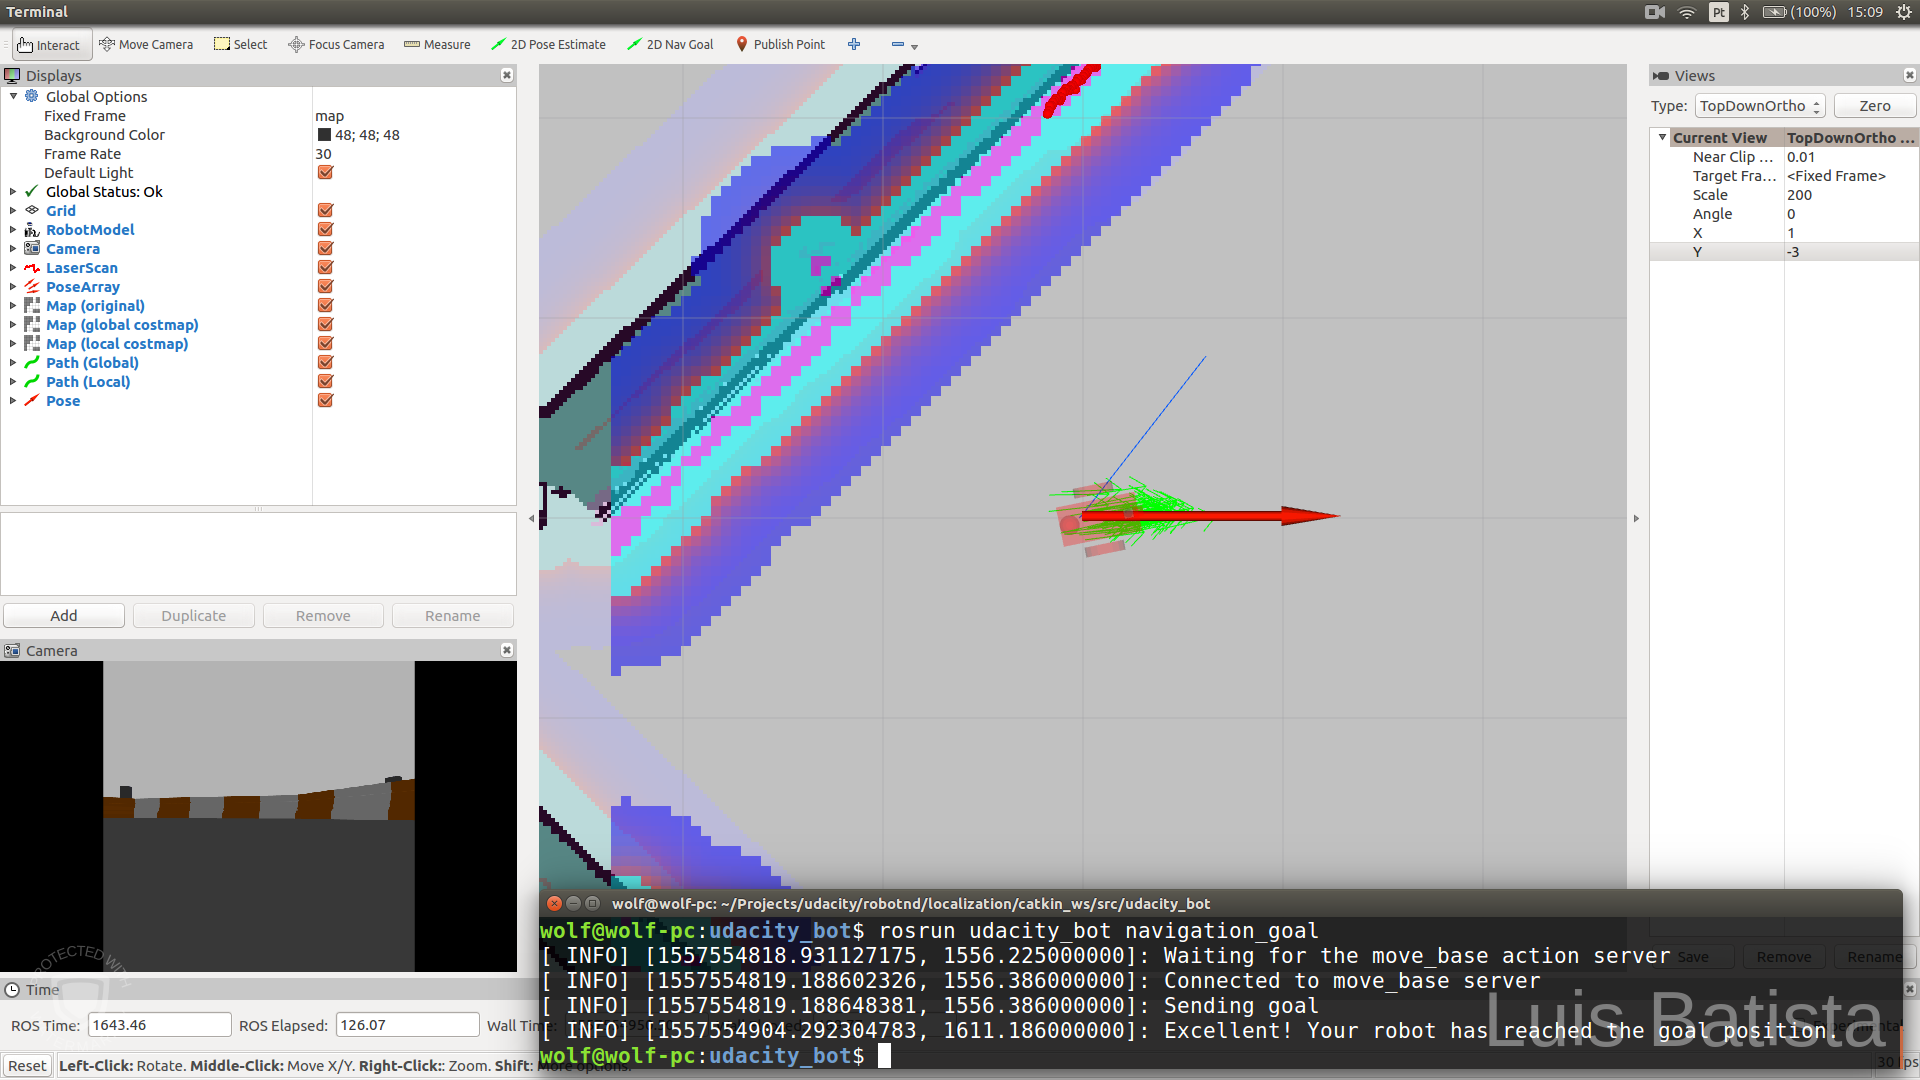 Terminal
Pt (100%) 15:09
Interact Move Camera Select Focus Camera Measure 2D Pose Estimate 2D Nav Goal Publish Point
Displays
Global Options
Fixed Frame map
Background Color 48; 48; 48
Frame Rate 30
Default Light
Global Status: Ok
Grid
RobotModel
Camera
LaserScan
PoseArray
Map (original)
Map (global costmap)
Map (local costmap)
Path (Global)
Path (Local)
Pose
Add Duplicate Remove Rename
Camera
PROTECTED WITH
Time
ROS Time: 1643.46 ROS Elapsed: 126.07 Wall Time:
Reset Left-Click: Rotate. Middle-Click: Move X/Y. Right-Click:: Zoom. Shift: More options.
Views
Type: TopDownOrtho Zero
Current View TopDownOrtho ...
Near Clip ... 0.01
Target Fra... <Fixed Frame>
Scale 200
Angle 0
X 1
Y -3
Save Remove Rename
30 fps
wolf@wolf-pc: ~/Projects/udacity/robotnd/localization/catkin_ws/src/udacity_bot
wolf@wolf-pc:udacity_bot$ rosrun udacity_bot navigation_goal
[ INFO] [1557554818.931127175, 1556.225000000]: Waiting for the move_base action server
[ INFO] [1557554819.188602326, 1556.386000000]: Connected to move_base server
[ INFO] [1557554819.188648381, 1556.386000000]: Sending goal
[ INFO] [1557554904.292304783, 1611.186000000]: Excellent! Your robot has reached the goal position.
wolf@wolf-pc:udacity_bot$
Luis Batista